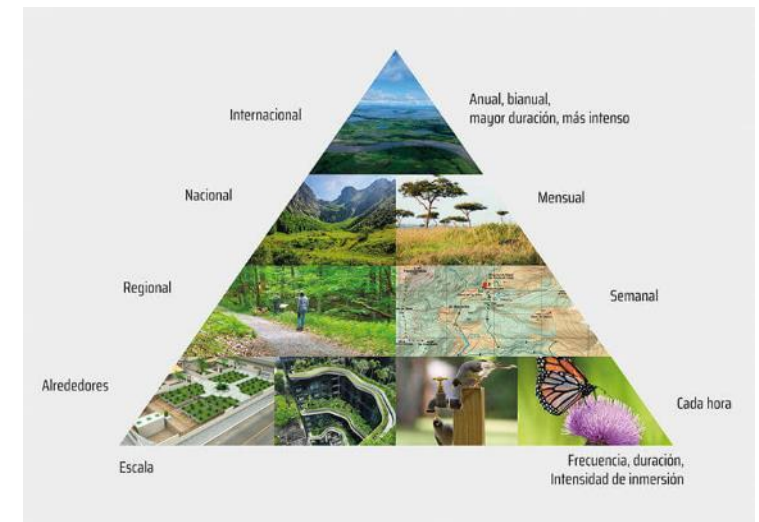 Internacional
Anual, bianual,
mayor duración, más intenso
Nacional
Mensual
Regional
Semanal
Alrededores
Cada hora
Escala
Frecuencia, duración,
Intensidad de inmersión